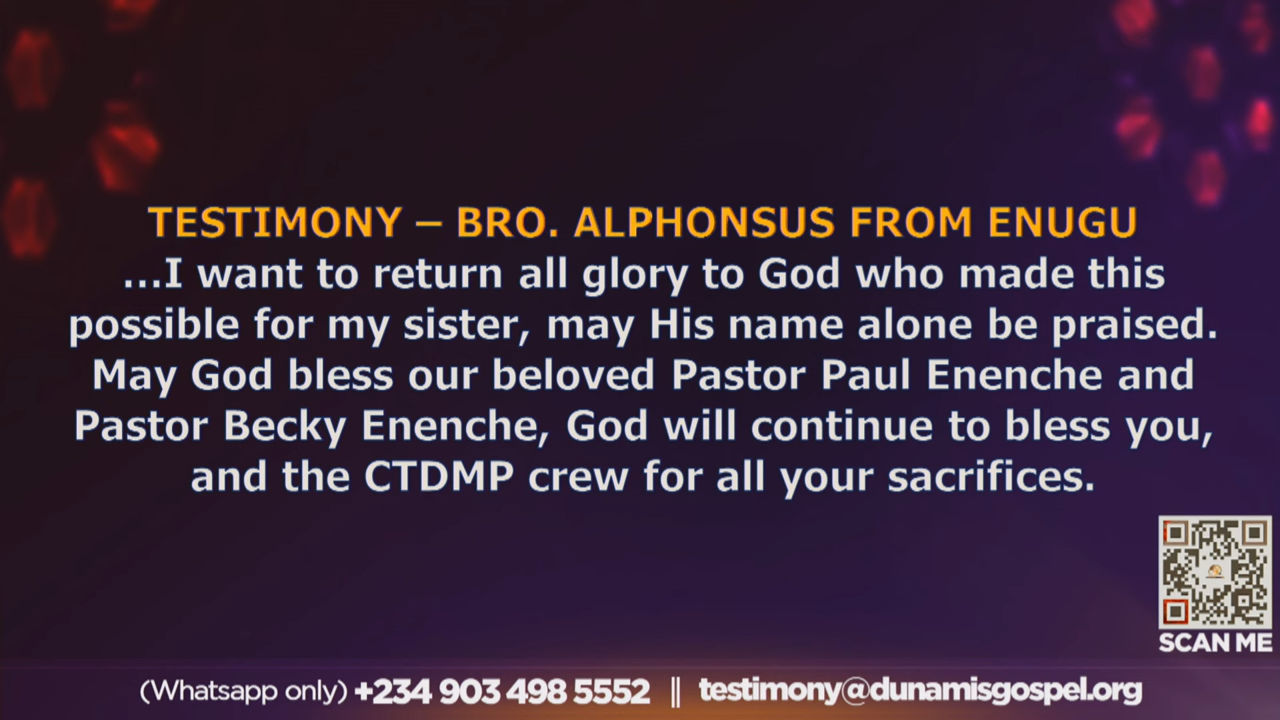 TESTIMONY – BRO. ALPHONSUS FROM ENUGU
...I want to return all glory to God who made this
possible for my sister, may His name alone be praised.
May God bless our beloved Pastor Paul Enenche and
Pastor Becky Enenche, God will continue to bless you,
and the CTDMP crew for all your sacrifices.
SCAN ME
(Whatsapp only) +234 903 498 5552 || testimony@dunamisgospel.org